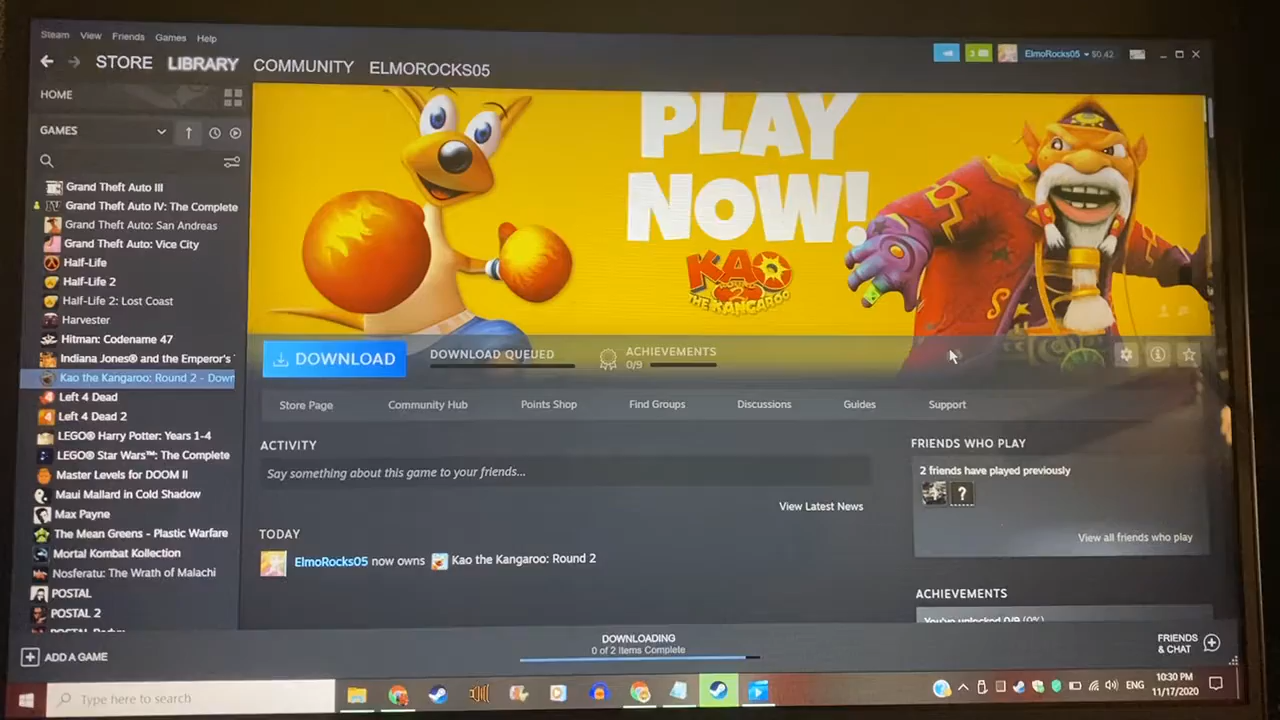 Steam View Friends Games Help
STORE LIBRARY COMMUNITY ELMOROCKS05
3 ElmoRocks05 $0.42
HOME
GAMES
Grand Theft Auto III
Grand Theft Auto IV: The Complete
Grand Theft Auto: San Andreas
Grand Theft Auto: Vice City
Half-Life
Half-Life 2
Half-Life 2: Lost Coast
Harvester
Hitman: Codename 47
Indiana Jones® and the Emperor's
Kao the Kangaroo: Round 2 - Down
Left 4 Dead
Left 4 Dead 2
LEGO® Harry Potter: Years 1-4
LEGO® Star Wars™: The Complete
Master Levels for DOOM II
Maui Mallard in Cold Shadow
Max Payne
The Mean Greens - Plastic Warfare
Mortal Kombat Kollection
Nosferatu: The Wrath of Malachi
POSTAL
POSTAL 2
ADD A GAME
PLAY
NOW!
KAO
2
THE KANGAROO
DOWNLOAD
DOWNLOAD QUEUED
ACHIEVEMENTS
0/9
Store Page Community Hub Points Shop Find Groups Discussions Guides Support
ACTIVITY
Say something about this game to your friends...
View Latest News
TODAY
ElmoRocks05 now owns Kao the Kangaroo: Round 2
FRIENDS WHO PLAY
2 friends have played previously
?
View all friends who play
ACHIEVEMENTS
You've unlocked 0/9 (0%)
DOWNLOADING
0 of 2 Items Complete
FRIENDS
& CHAT
Type here to search
ENG
10:30 PM
11/17/2020